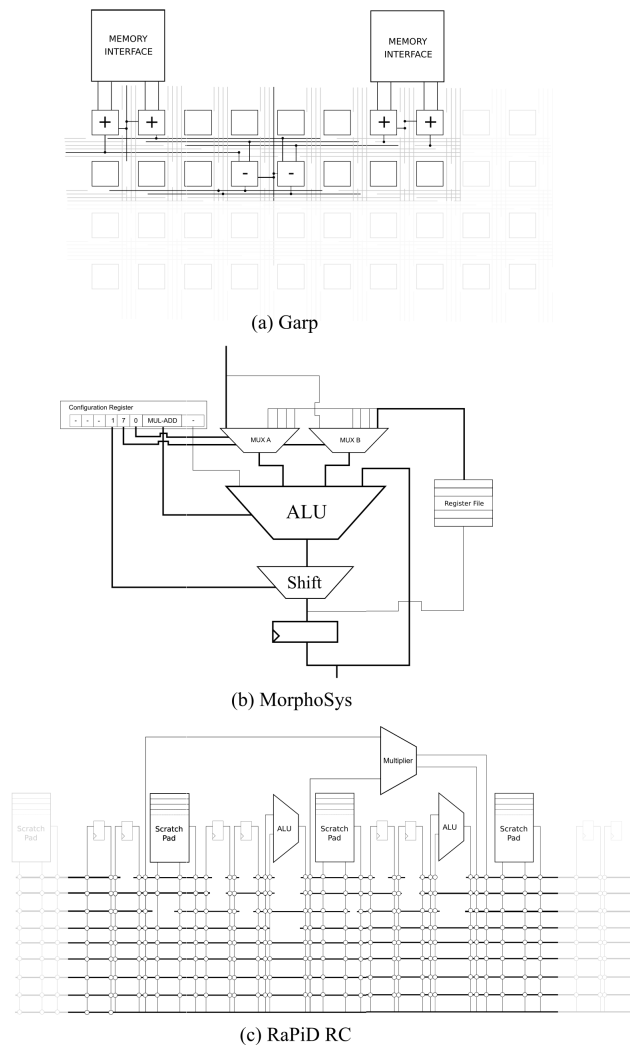 MEMORY
INTERFACE
MEMORY
INTERFACE
+ + + +
- -
(a) Garp
Configuration Register
- - - 1 7 0 MUL-ADD -
MUX A
MUX B
ALU
Register File
Shift
(b) MorphoSys
Multiplier
Scratch
Pad
Scratch
Pad
ALU
Scratch
Pad
ALU
Scratch
Pad
(c) RaPiD RC